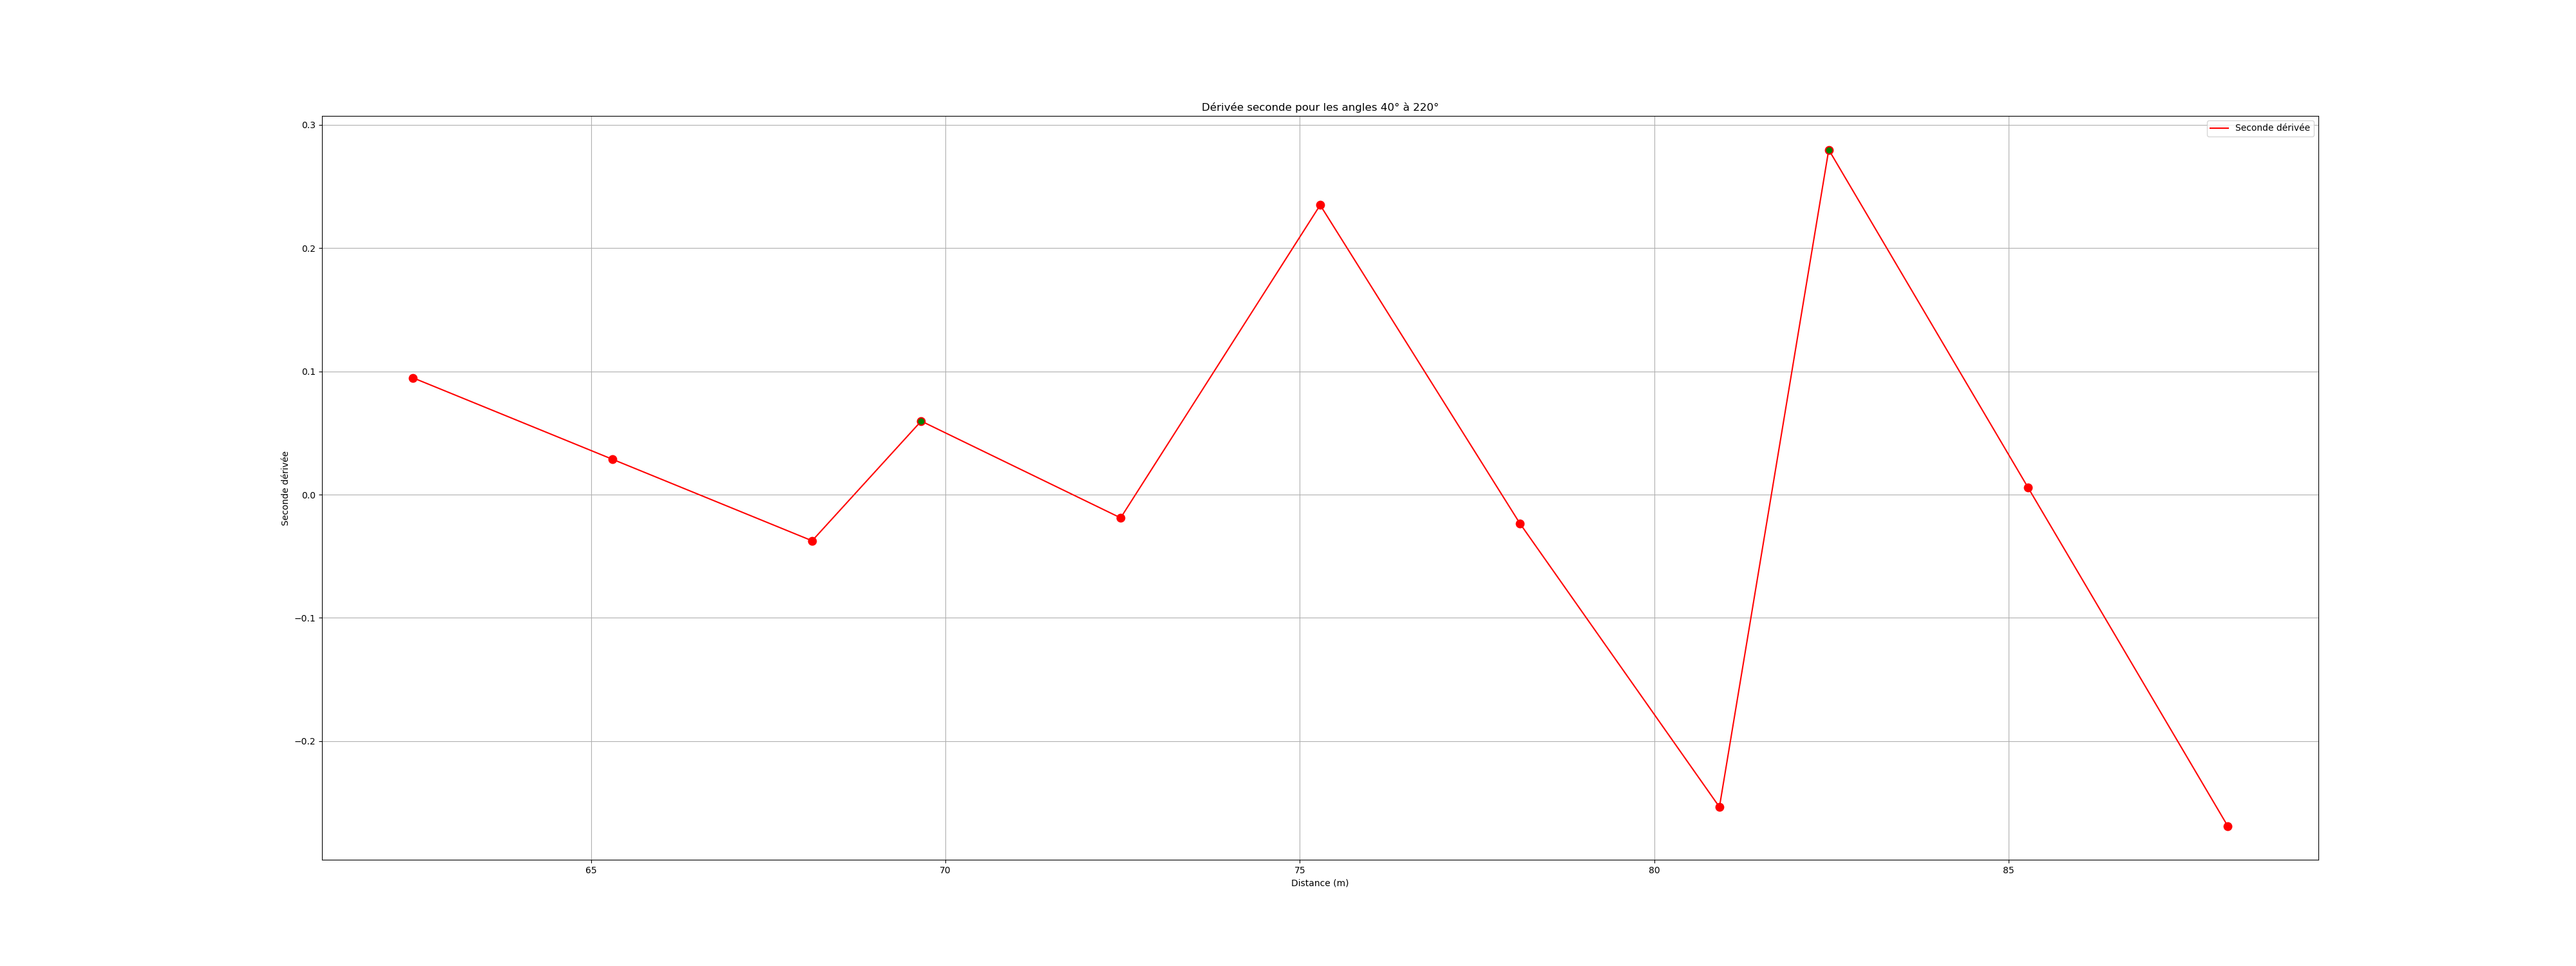 Dérivée seconde pour les angles 40° à 220°
Seconde dérivée
0.3
0.2
0.1
0.0
−0.1
−0.2
Seconde dérivée
65
70
75
80
85
Distance (m)